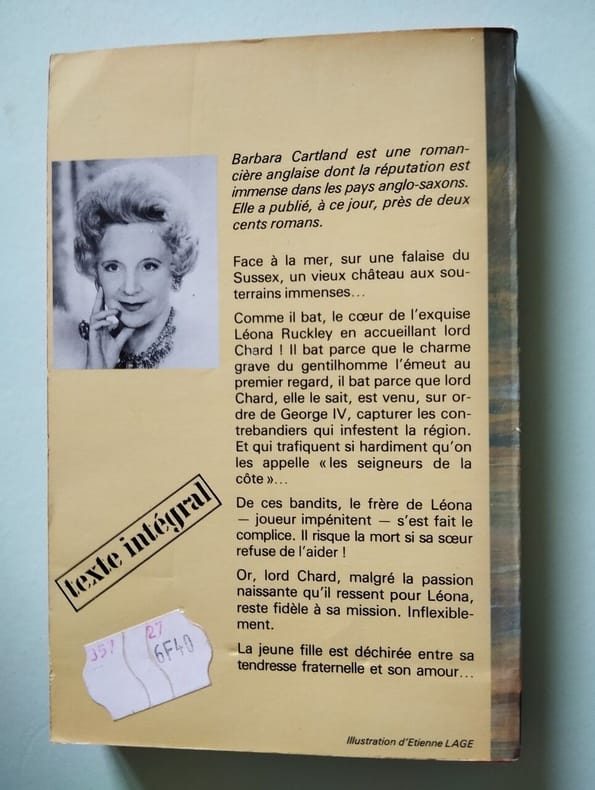 Barbara Cartland est une roman-
cière anglaise dont la réputation est
immense dans les pays anglo-saxons.
Elle a publié, à ce jour, près de deux
cents romans.
Face à la mer, sur une falaise du
Sussex, un vieux château aux sou-
terrains immenses...
Comme il bat, le cœur de l'exquise
Léona Ruckley en accueillant lord
Chard ! Il bat parce que le charme
grave du gentilhomme l'émeut au
premier regard, il bat parce que lord
Chard, elle le sait, est venu, sur or-
dre de George IV, capturer les con-
trebandiers qui infestent la région.
Et qui trafiquent si hardiment qu'on
les appelle «les seigneurs de la
côte»...
De ces bandits, le frère de Léona
— joueur impénitent — s'est fait le
complice. Il risque la mort si sa sœur
refuse de l'aider !
Or, lord Chard, malgré la passion
naissante qu'il ressent pour Léona,
reste fidèle à sa mission. Inflexible-
ment.
La jeune fille est déchirée entre sa
tendresse fraternelle et son amour...
texte intégral
357 27
6F40
Illustration d'Etienne LAGE